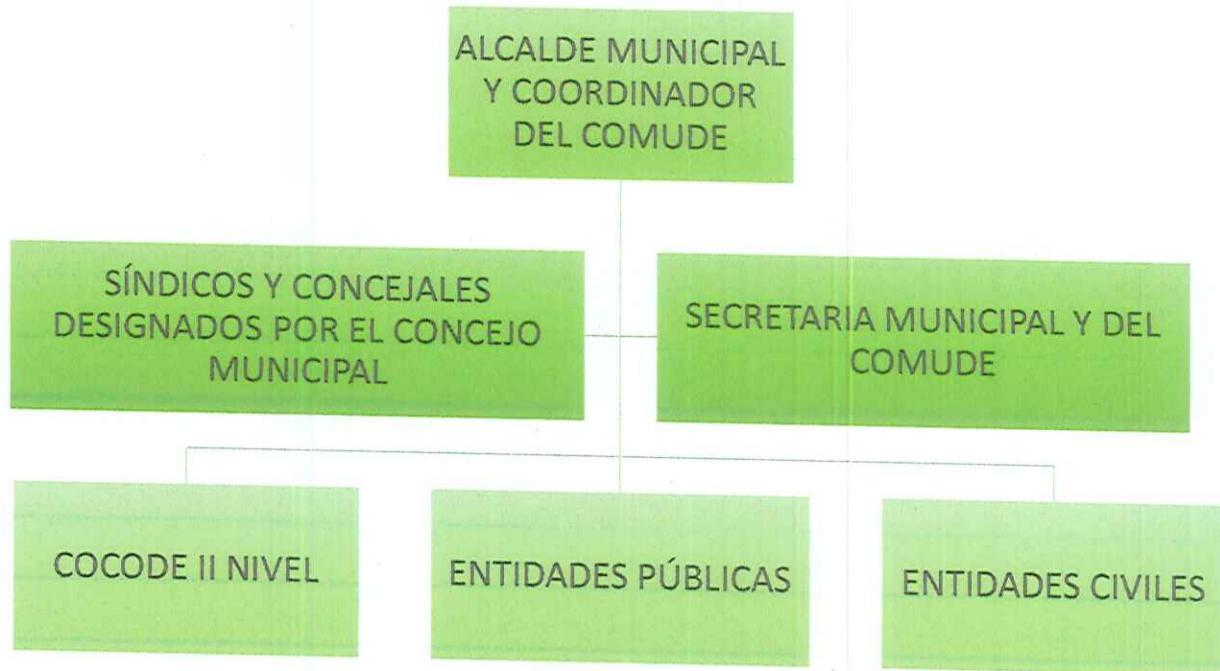 ALCALDE MUNICIPAL
Y COORDINADOR
DEL COMUDE
SÍNDICOS Y CONCEJALES
DESIGNADOS POR EL CONCEJO
MUNICIPAL
SECRETARIA MUNICIPAL Y DEL
COMUDE
COCODE II NIVEL
ENTIDADES PÚBLICAS
ENTIDADES CIVILES